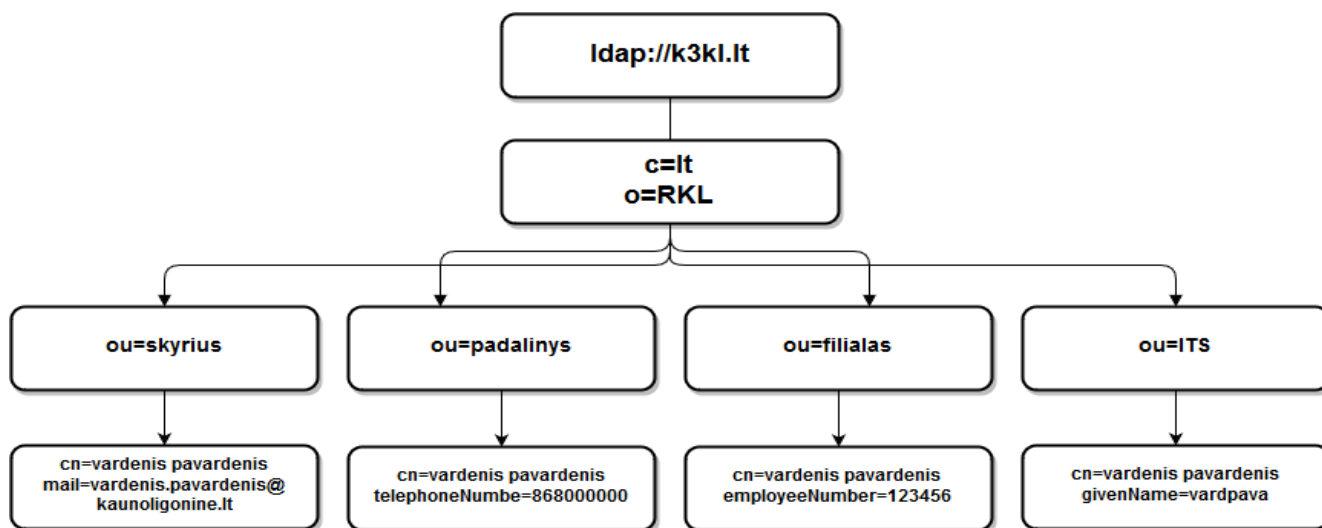 ldap://k3kl.lt
c=lt
o=RKL
ou=skyrius
ou=padalinys
ou=filialas
ou=ITS
cn=vardenis pavardenis
mail=vardenis.pavardenis@
kaunoligonine.lt
cn=vardenis pavardenis
telephoneNumbe=868000000
cn=vardenis pavardenis
employeeNumber=123456
cn=vardenis pavardenis
givenName=vardpava